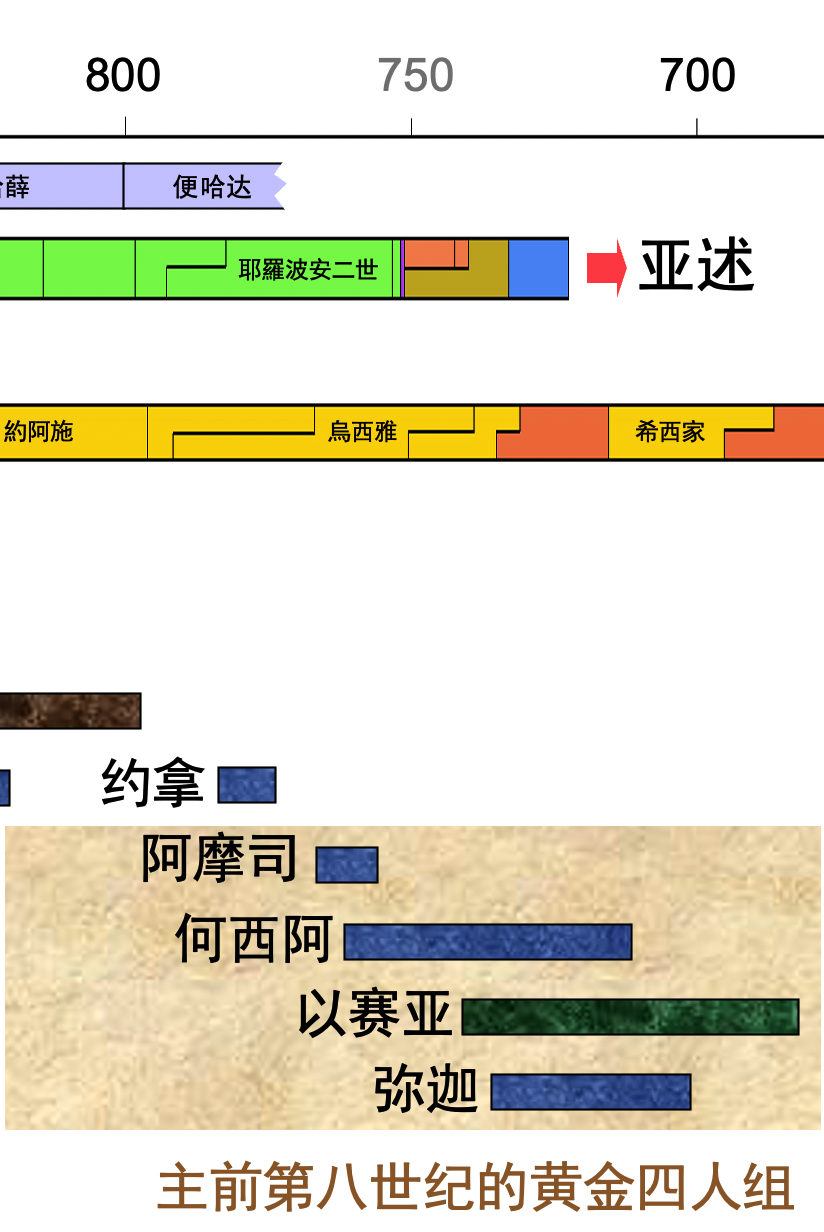 800 750 700
薛 便哈达
耶羅波安二世 亚述
約阿施 烏西雅 希西家
约拿
阿摩司
何西阿
以赛亚
弥迦
主前第八世纪的黄金四人组